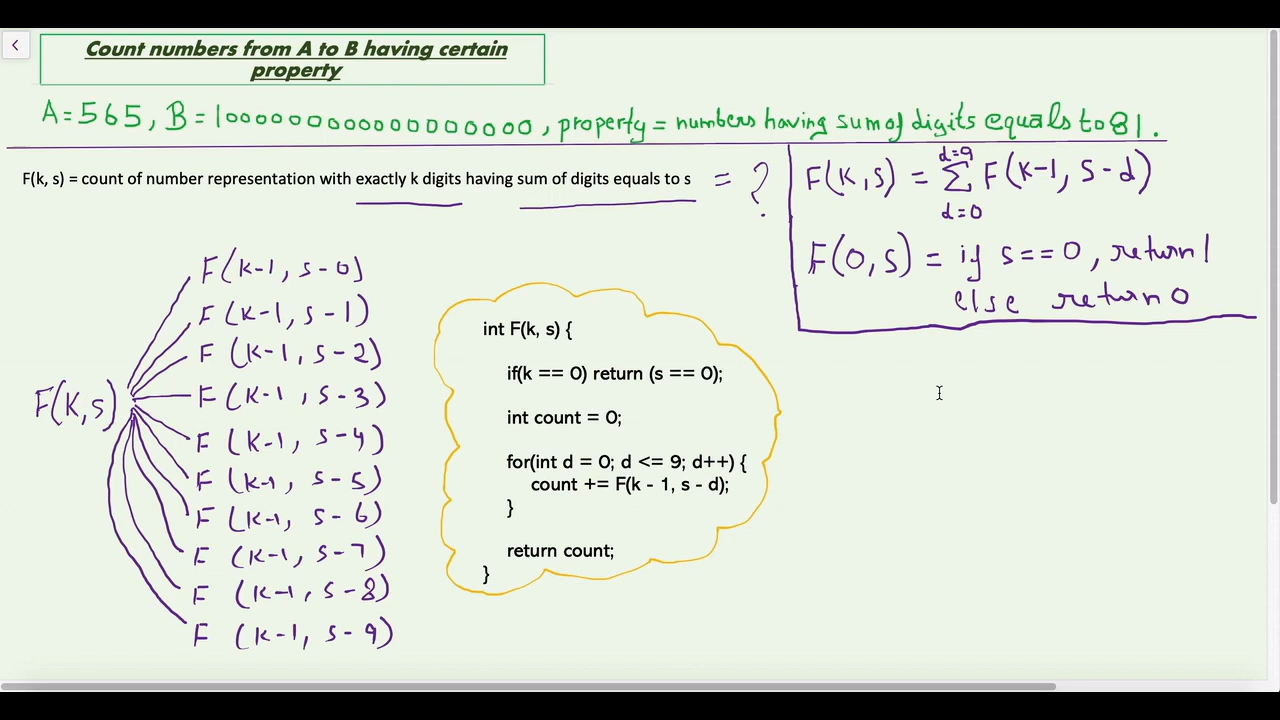 Count numbers from A to B having certain
property
A = 565, B = 1000000000000000000, property = numbers having sum of digits equals to 81.
F(k, s) = count of number representation with exactly k digits having sum of digits equals to s = ?
d=9
F(K,s) = Σ F(K-1, S-d)
d=0
F(0,s) = if s==0, return 1
else return 0
F(K,s)
F(K-1, S-0)
F(K-1, S-1)
F(K-1, S-2)
F(K-1, S-3)
F(K-1, S-4)
F(K-1, S-5)
F(K-1, S-6)
F(K-1, S-7)
F(K-1, S-8)
F(K-1, S-9)
int F(k, s) {
if(k == 0) return (s == 0);
int count = 0;
for(int d = 0; d <= 9; d++) {
count += F(k - 1, s - d);
}
return count;
}